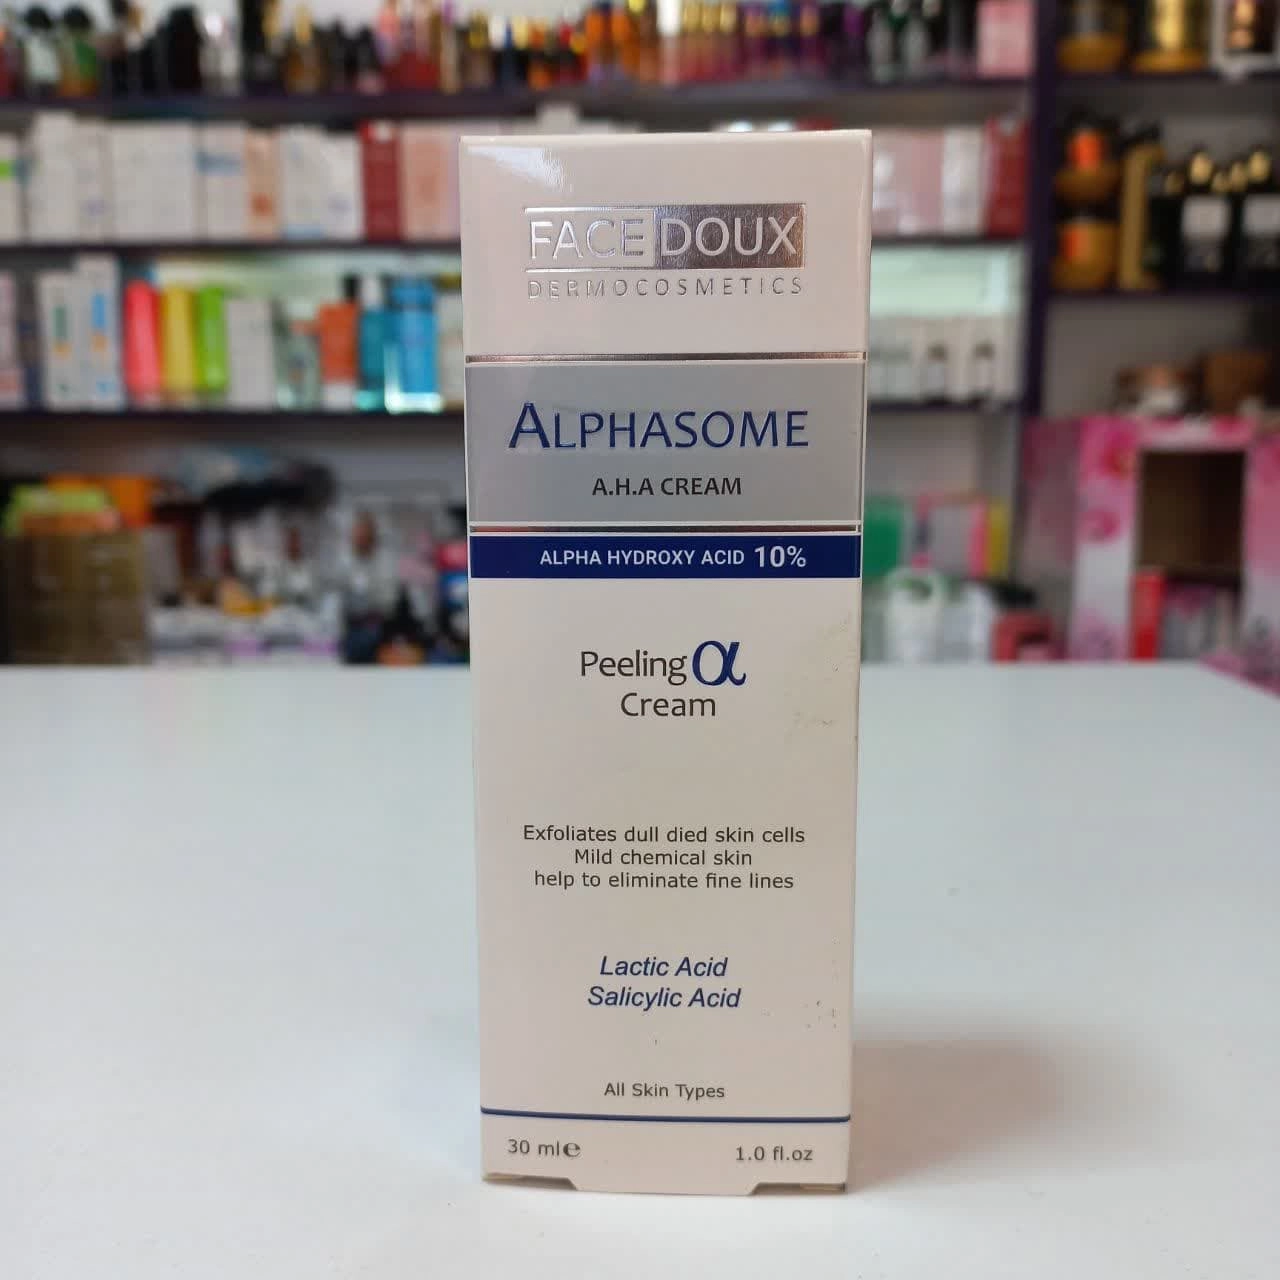 FACE DOUX
DERMOCOSMETICS
ALPHASOME
A.H.A CREAM
ALPHA HYDROXY ACID 10%
Peeling α
Cream
Exfoliates dull died skin cells
Mild chemical skin
help to eliminate fine lines
Lactic Acid
Salicylic Acid
All Skin Types
30 ml℮
1.0 fl.oz